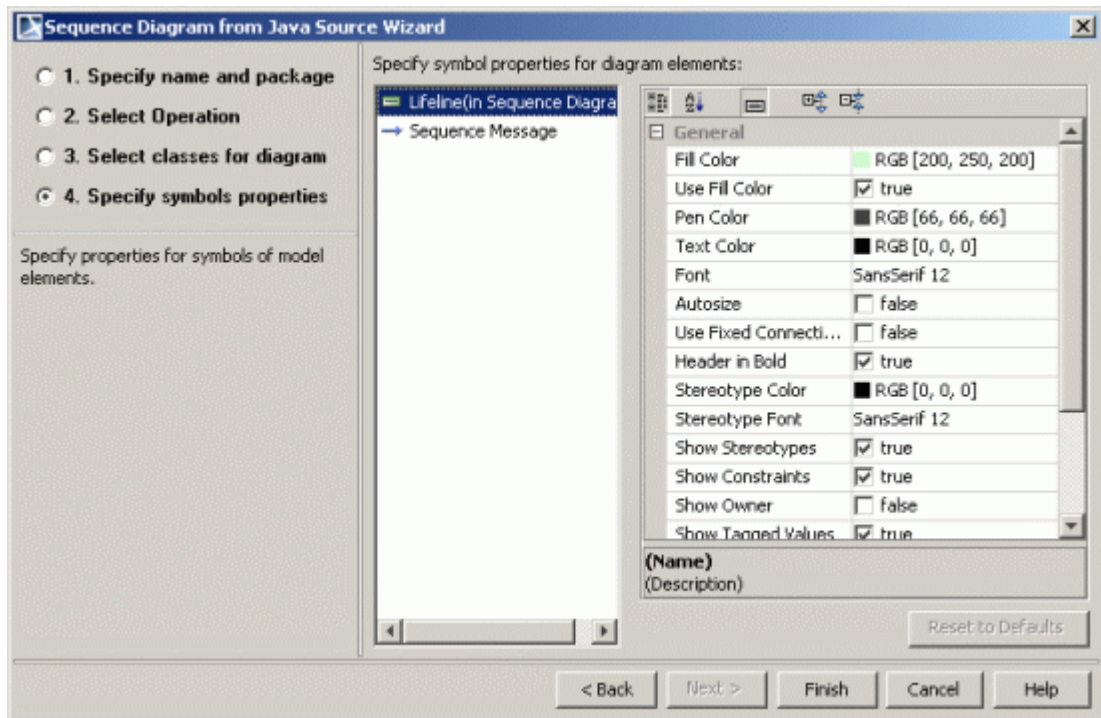 Sequence Diagram from Java Source Wizard
1. Specify name and package
2. Select Operation
3. Select classes for diagram
4. Specify symbols properties
Specify properties for symbols of model
elements.
Specify symbol properties for diagram elements:
Lifeline(in Sequence Diagra
Sequence Message
General
Fill Color RGB [200, 250, 200]
Use Fill Color true
Pen Color RGB [66, 66, 66]
Text Color RGB [0, 0, 0]
Font SansSerif 12
Autosize false
Use Fixed Connecti... false
Header in Bold true
Stereotype Color RGB [0, 0, 0]
Stereotype Font SansSerif 12
Show Stereotypes true
Show Constraints true
Show Owner false
Show Tagged Values true
(Name)
(Description)
Reset to Defaults
< Back Next > Finish Cancel Help